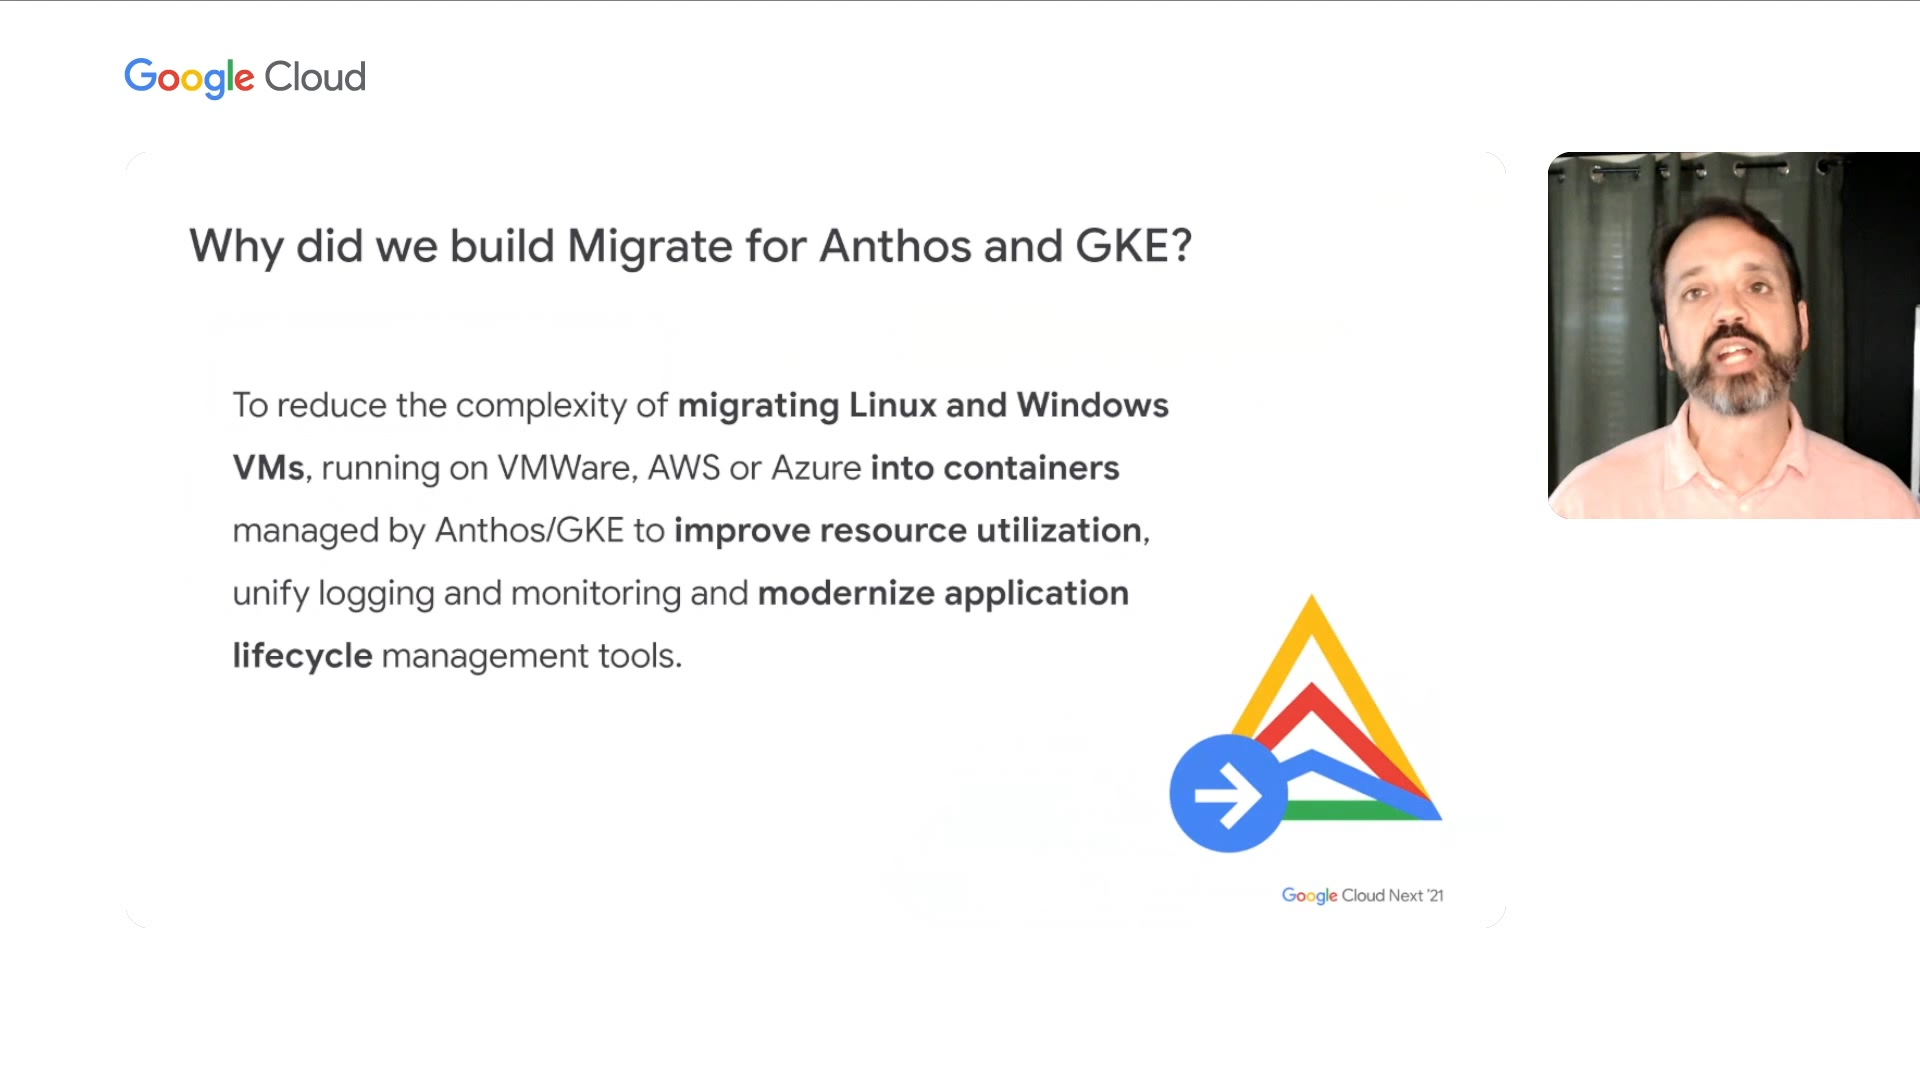 Google Cloud
Why did we build Migrate for Anthos and GKE?
To reduce the complexity of migrating Linux and Windows
VMs, running on VMWare, AWS or Azure into containers
managed by Anthos/GKE to improve resource utilization,
unify logging and monitoring and modernize application
lifecycle management tools.
Google Cloud Next '21